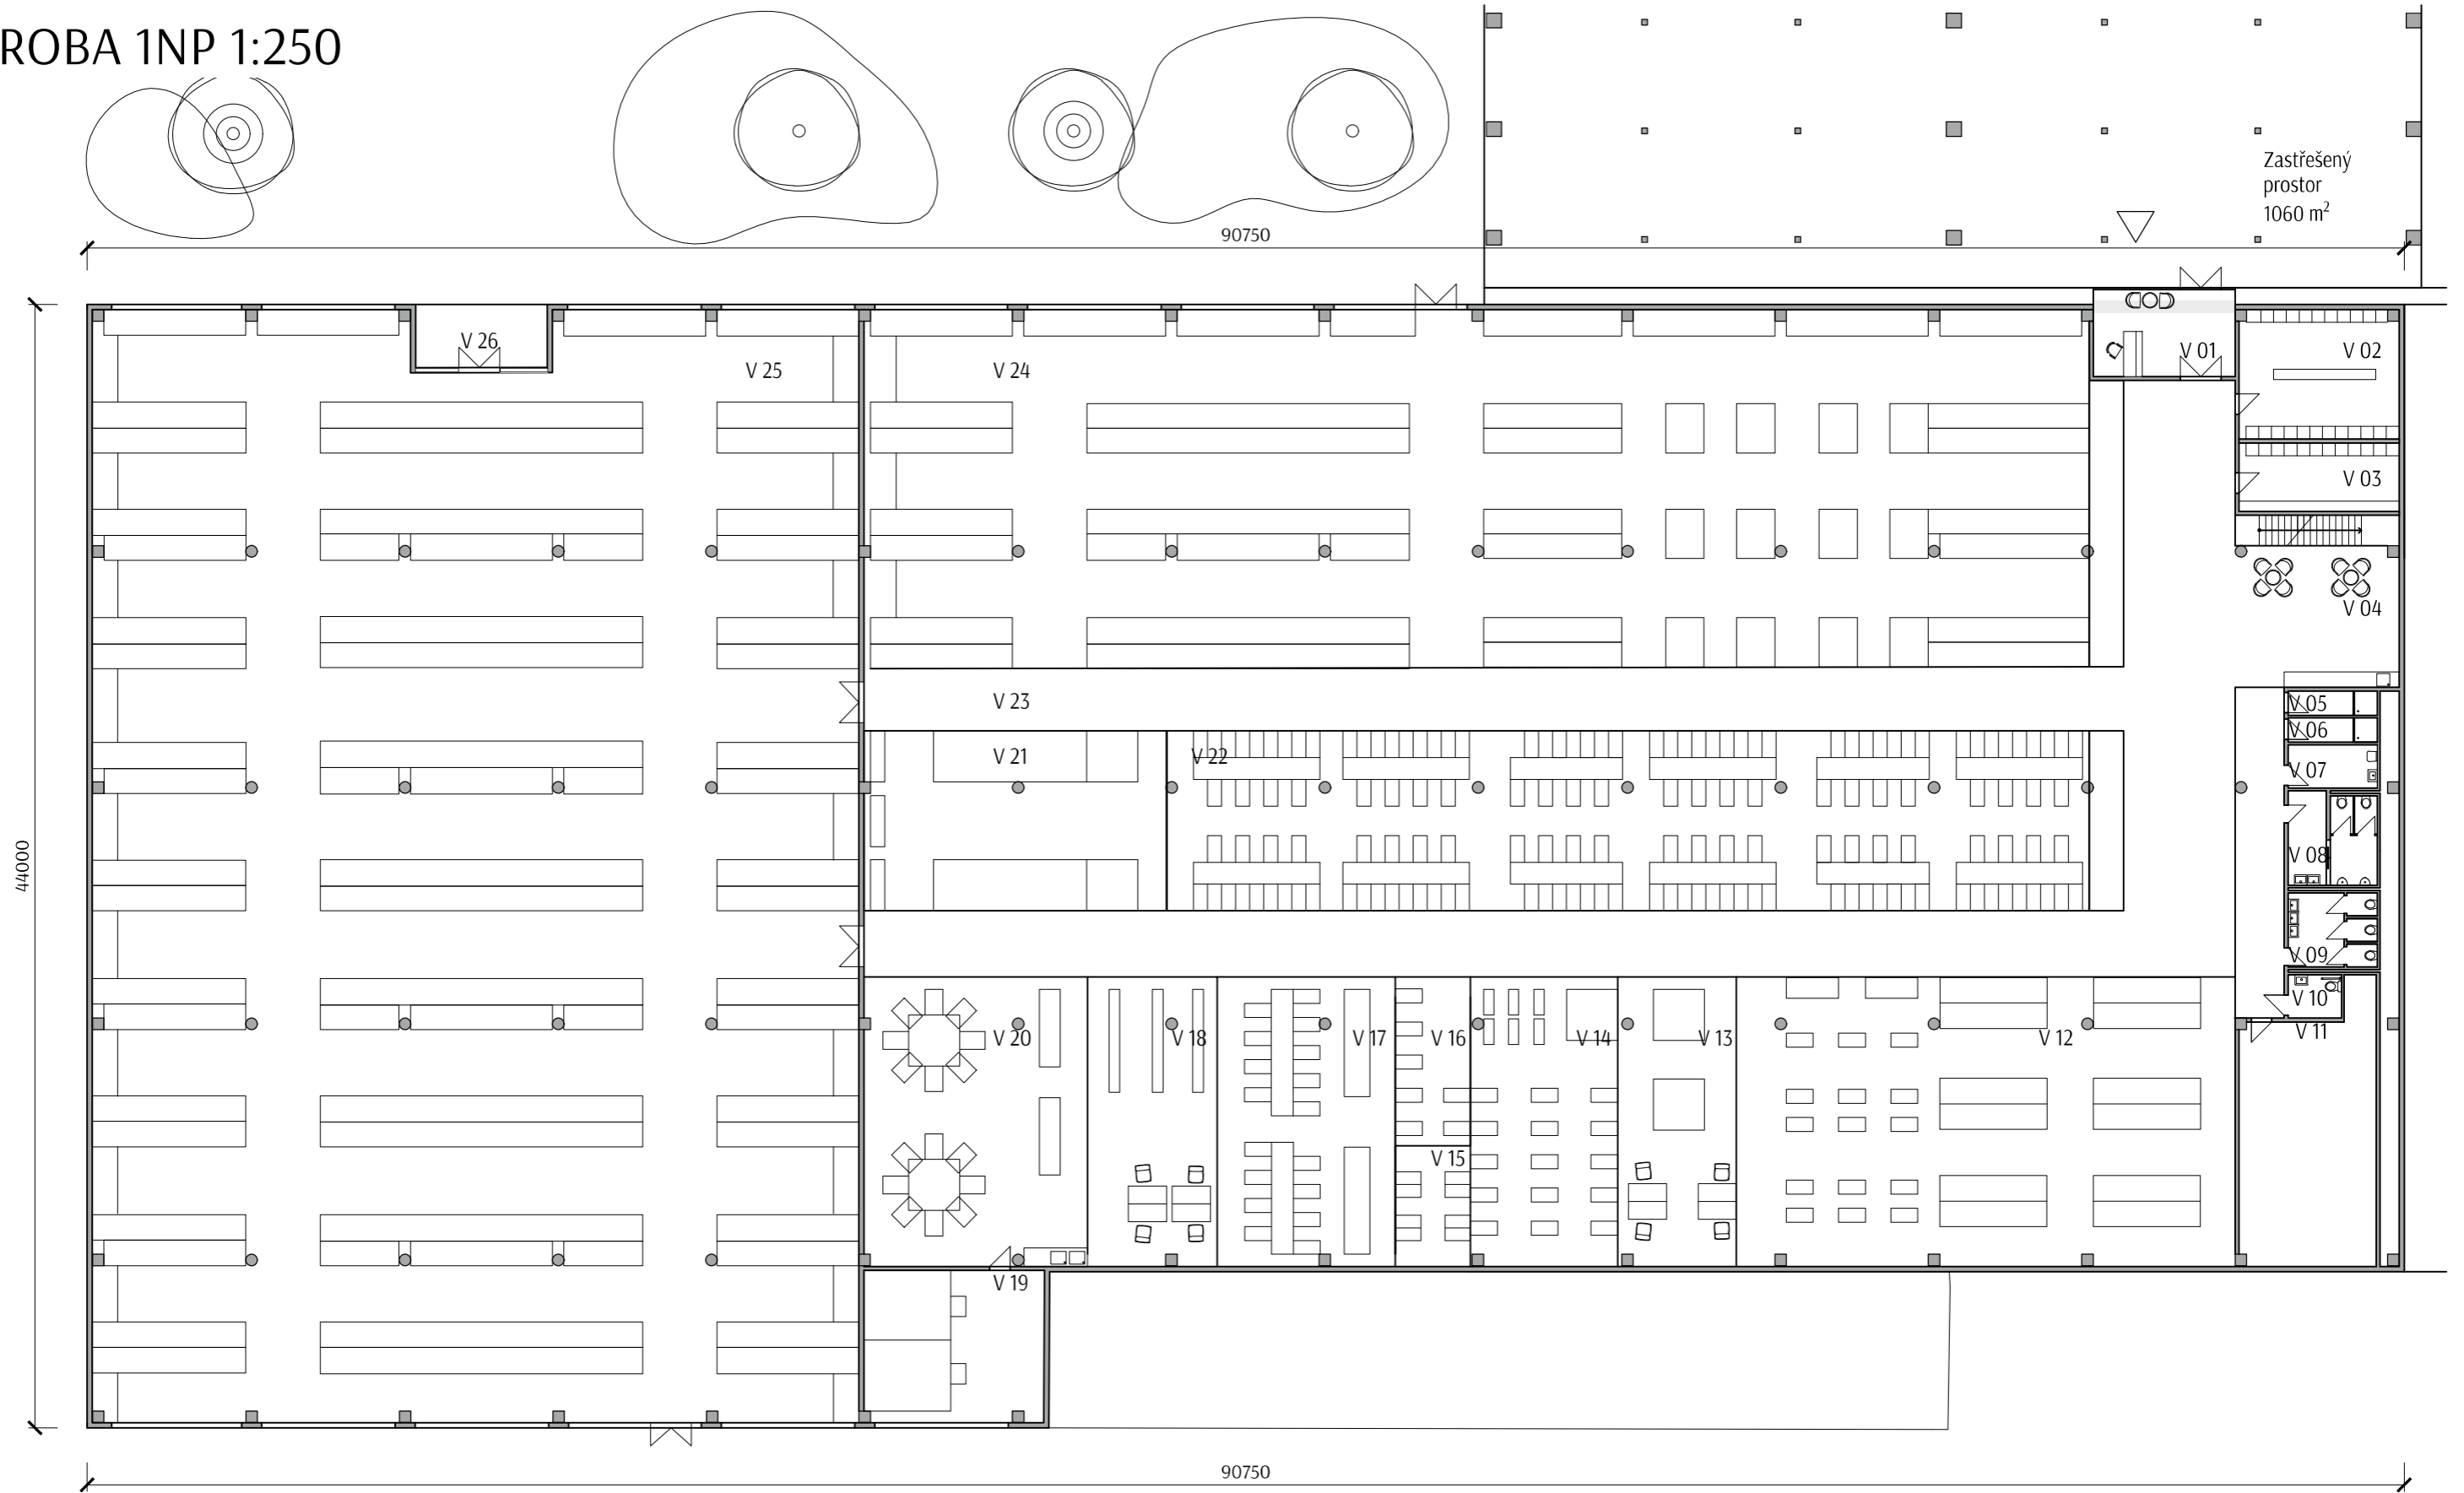 ROBA 1NP 1:250
Zastřešený
prostor
1060 m²
90750
V 26
V 25
V 24
V 01
V 02
V 03
V 04
V 23
V 05
V 06
V 21
V 22
V 07
44000
V 08
V 09
V 10
V 11
V 20
V 18
V 17
V 16
V 14
V 13
V 12
V 15
V 19
90750